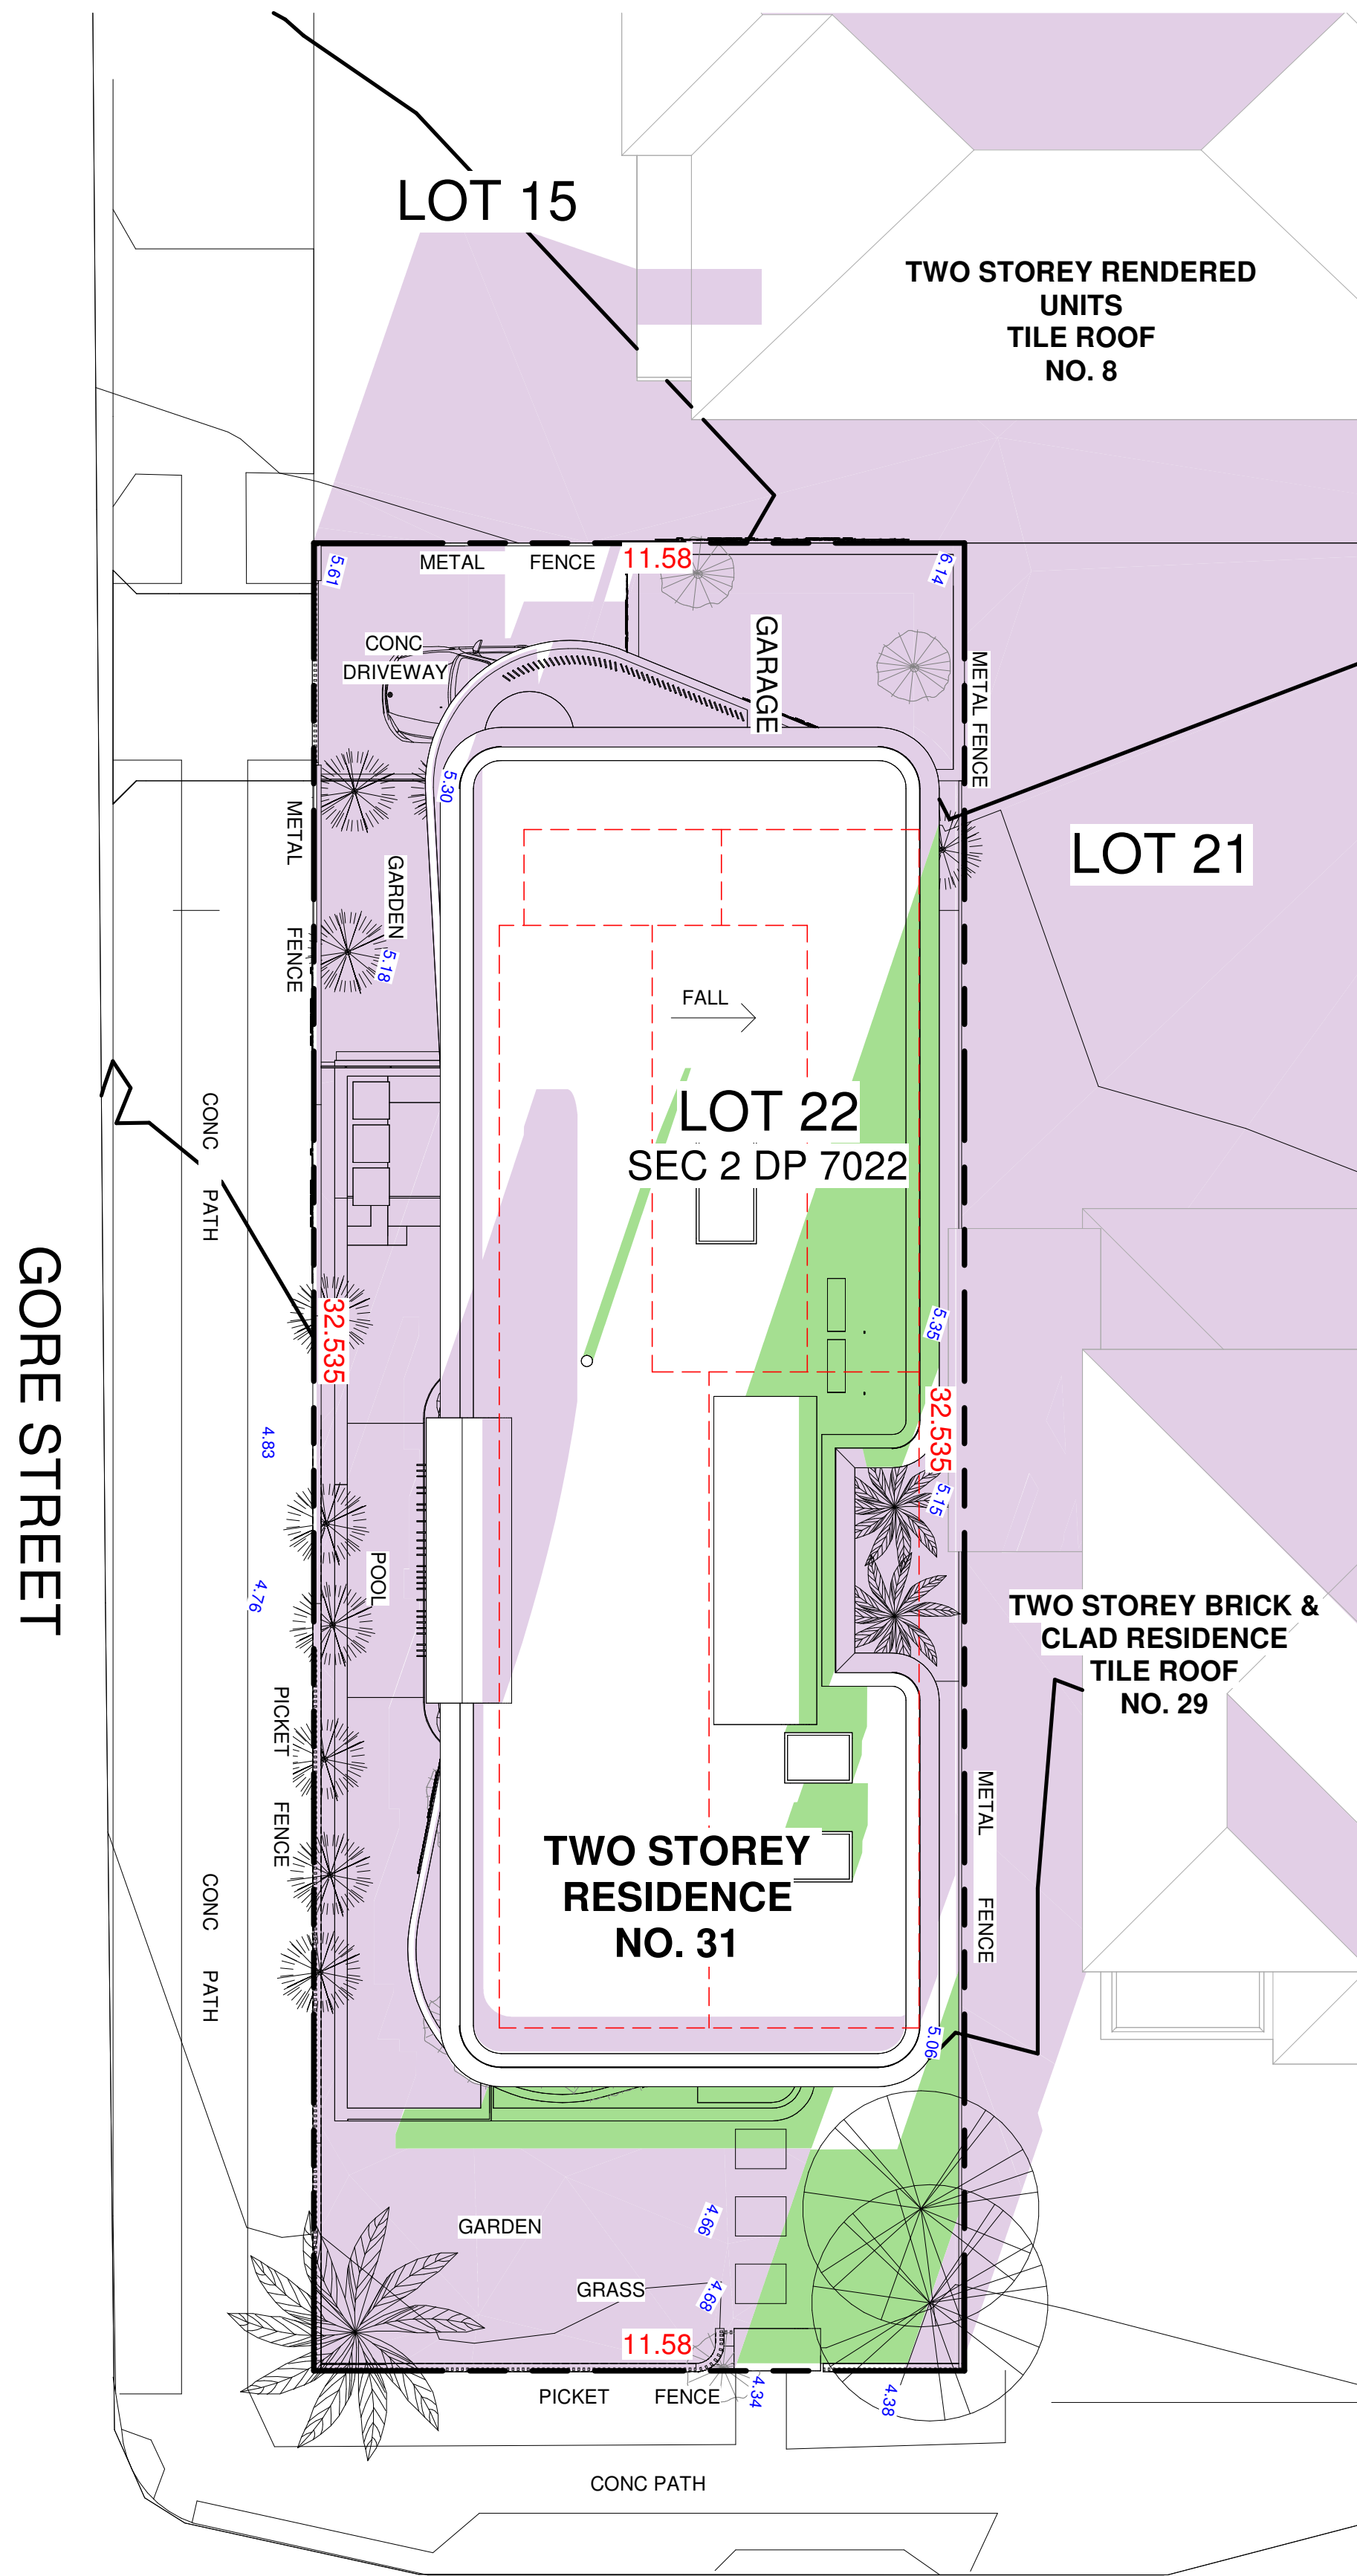 LOT 15
TWO STOREY RENDERED
UNITS
TILE ROOF
NO. 8
METAL FENCE
11.58
5.61
6.14
CONC
DRIVEWAY
GARAGE
METAL FENCE
5.30
METAL FENCE
GARDEN
5.18
LOT 21
FALL
LOT 22
SEC 2 DP 7022
CONC PATH
GORE STREET
32.535
5.35
32.535
4.83
5.15
POOL
4.76
TWO STOREY BRICK &
CLAD RESIDENCE
TILE ROOF
NO. 29
PICKET FENCE
METAL FENCE
TWO STOREY
RESIDENCE
NO. 31
CONC PATH
5.06
GARDEN
4.66
GRASS
4.68
11.58
PICKET FENCE
4.34
4.38
CONC PATH